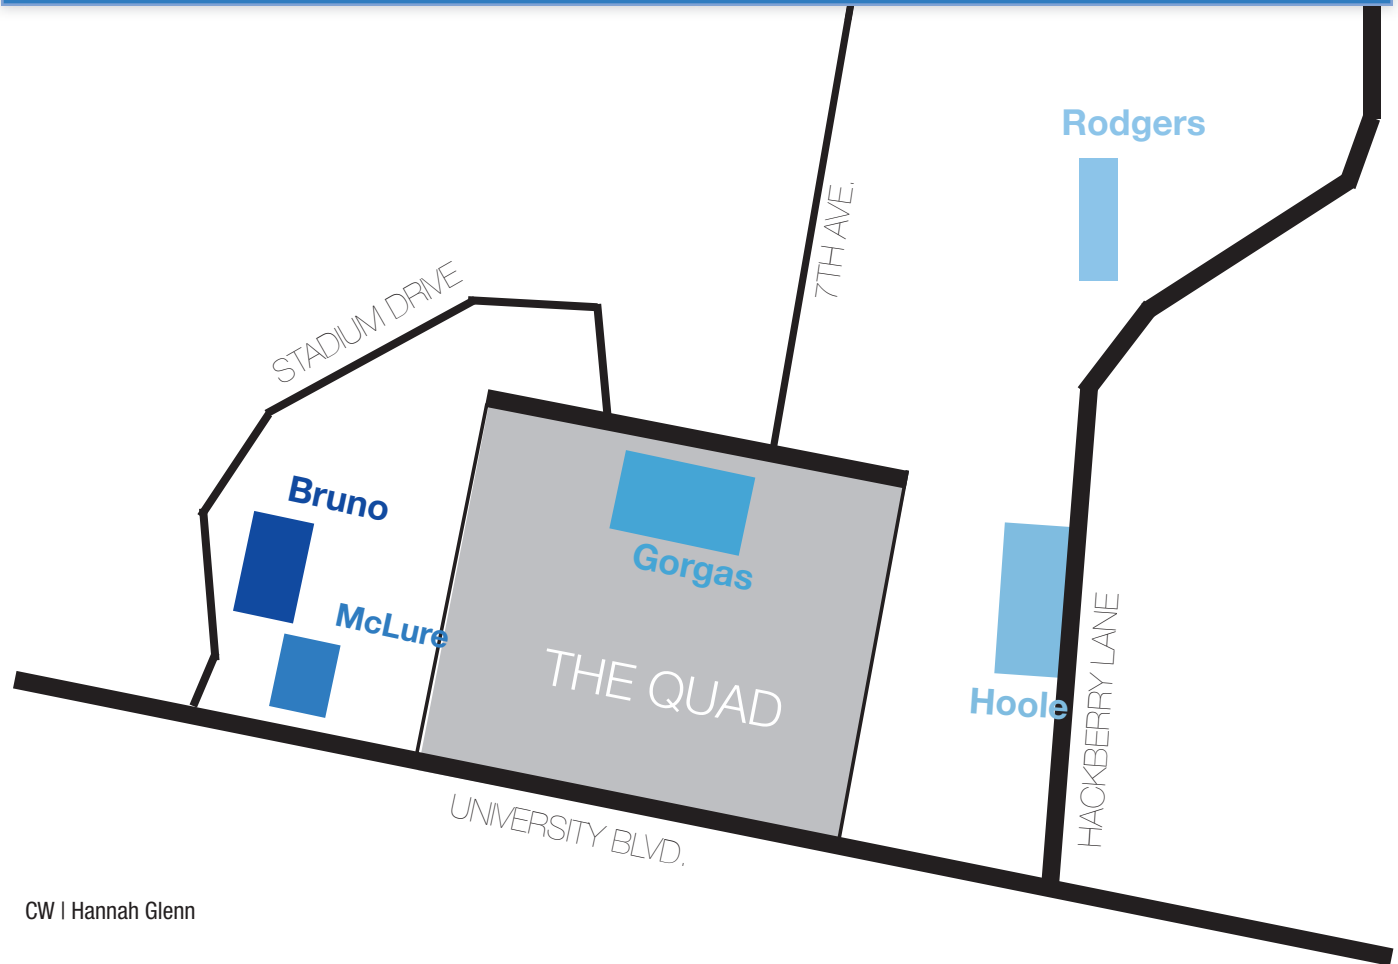 Rodgers
7TH AVE.
STADIUM DRIVE
Bruno
Gorgas
McLure
THE QUAD
Hoole
HACKBERRY LANE
UNIVERSITY BLVD.
CW | Hannah Glenn